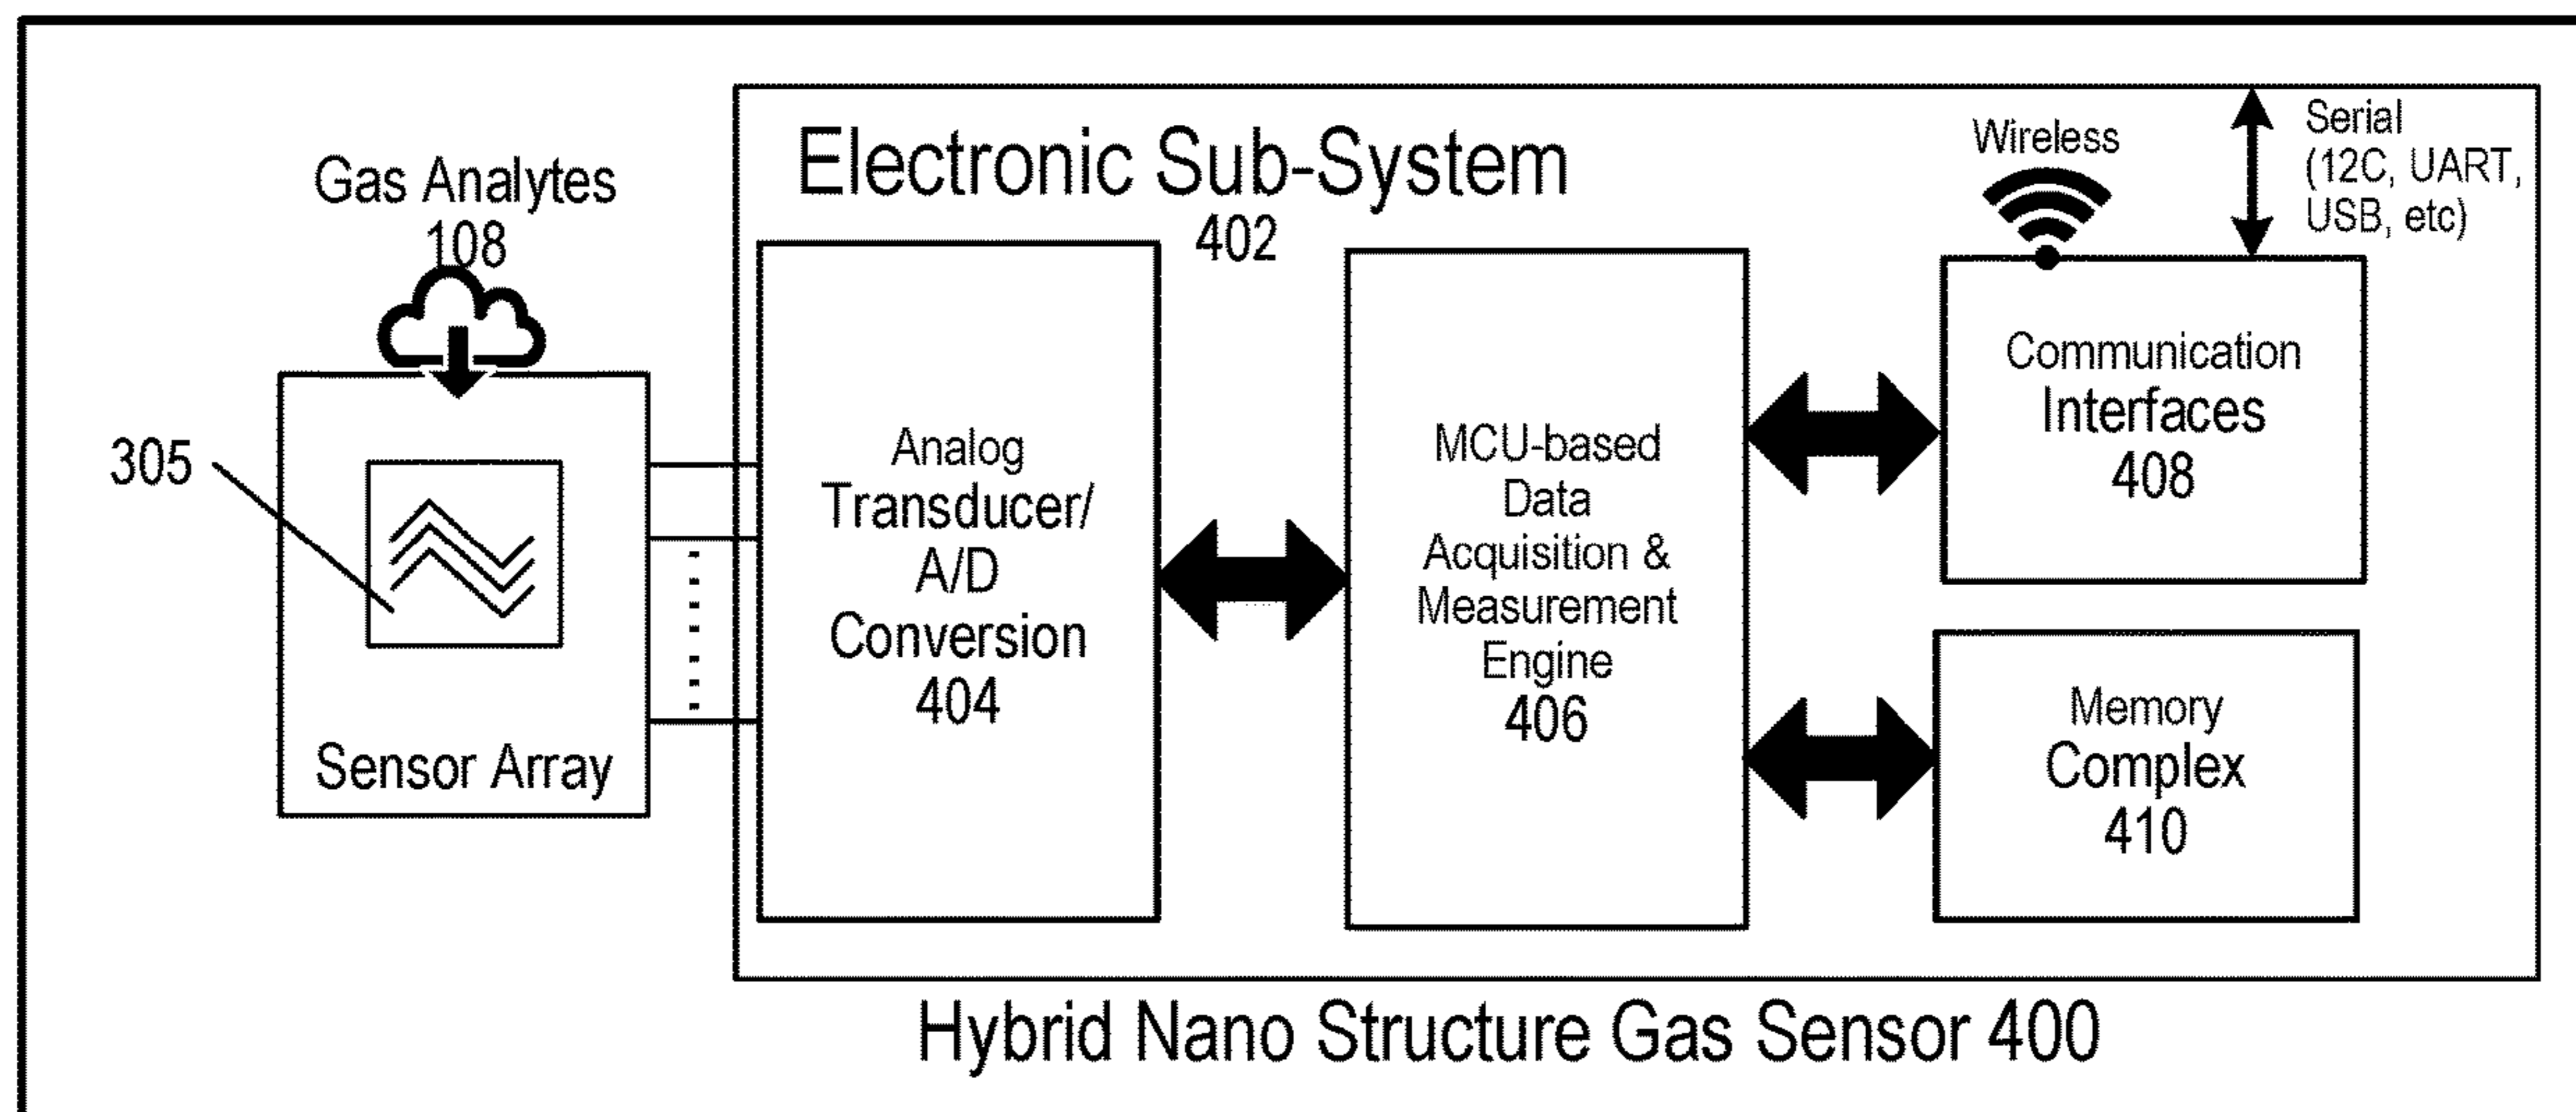 Gas Analytes
108
305
Sensor Array
Electronic Sub-System
402
Analog
Transducer/
A/D
Conversion
404
MCU-based
Data
Acquisition &
Measurement
Engine
406
Wireless
Serial
(12C, UART,
USB, etc)
Communication
Interfaces
408
Memory
Complex
410
Hybrid Nano Structure Gas Sensor 400